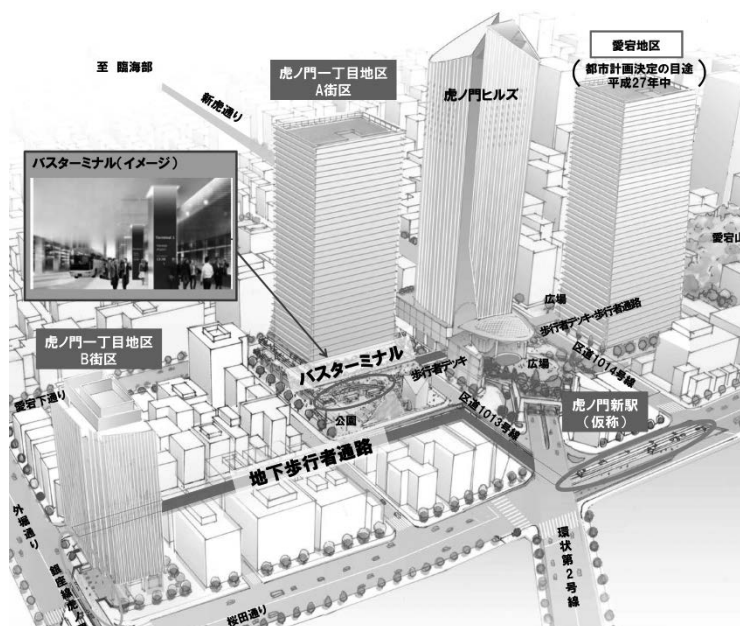 至 臨海部
新虎通り
虎ノ門一丁目地区
A街区
虎ノ門ヒルズ
愛宕地区
(都市計画決定の目途
平成27年中)
バスターミナル(イメージ)
愛宕山
虎ノ門一丁目地区
B街区
広場
歩行者デッキ・歩行者通路
バスターミナル
歩行者デッキ
広場
区道1014号線
愛宕下通り
公園
区道1013号線
虎ノ門新駅
(仮称)
地下歩行者通路
外堀通り
銀座線虎ノ
桜田通り
環状第2号線